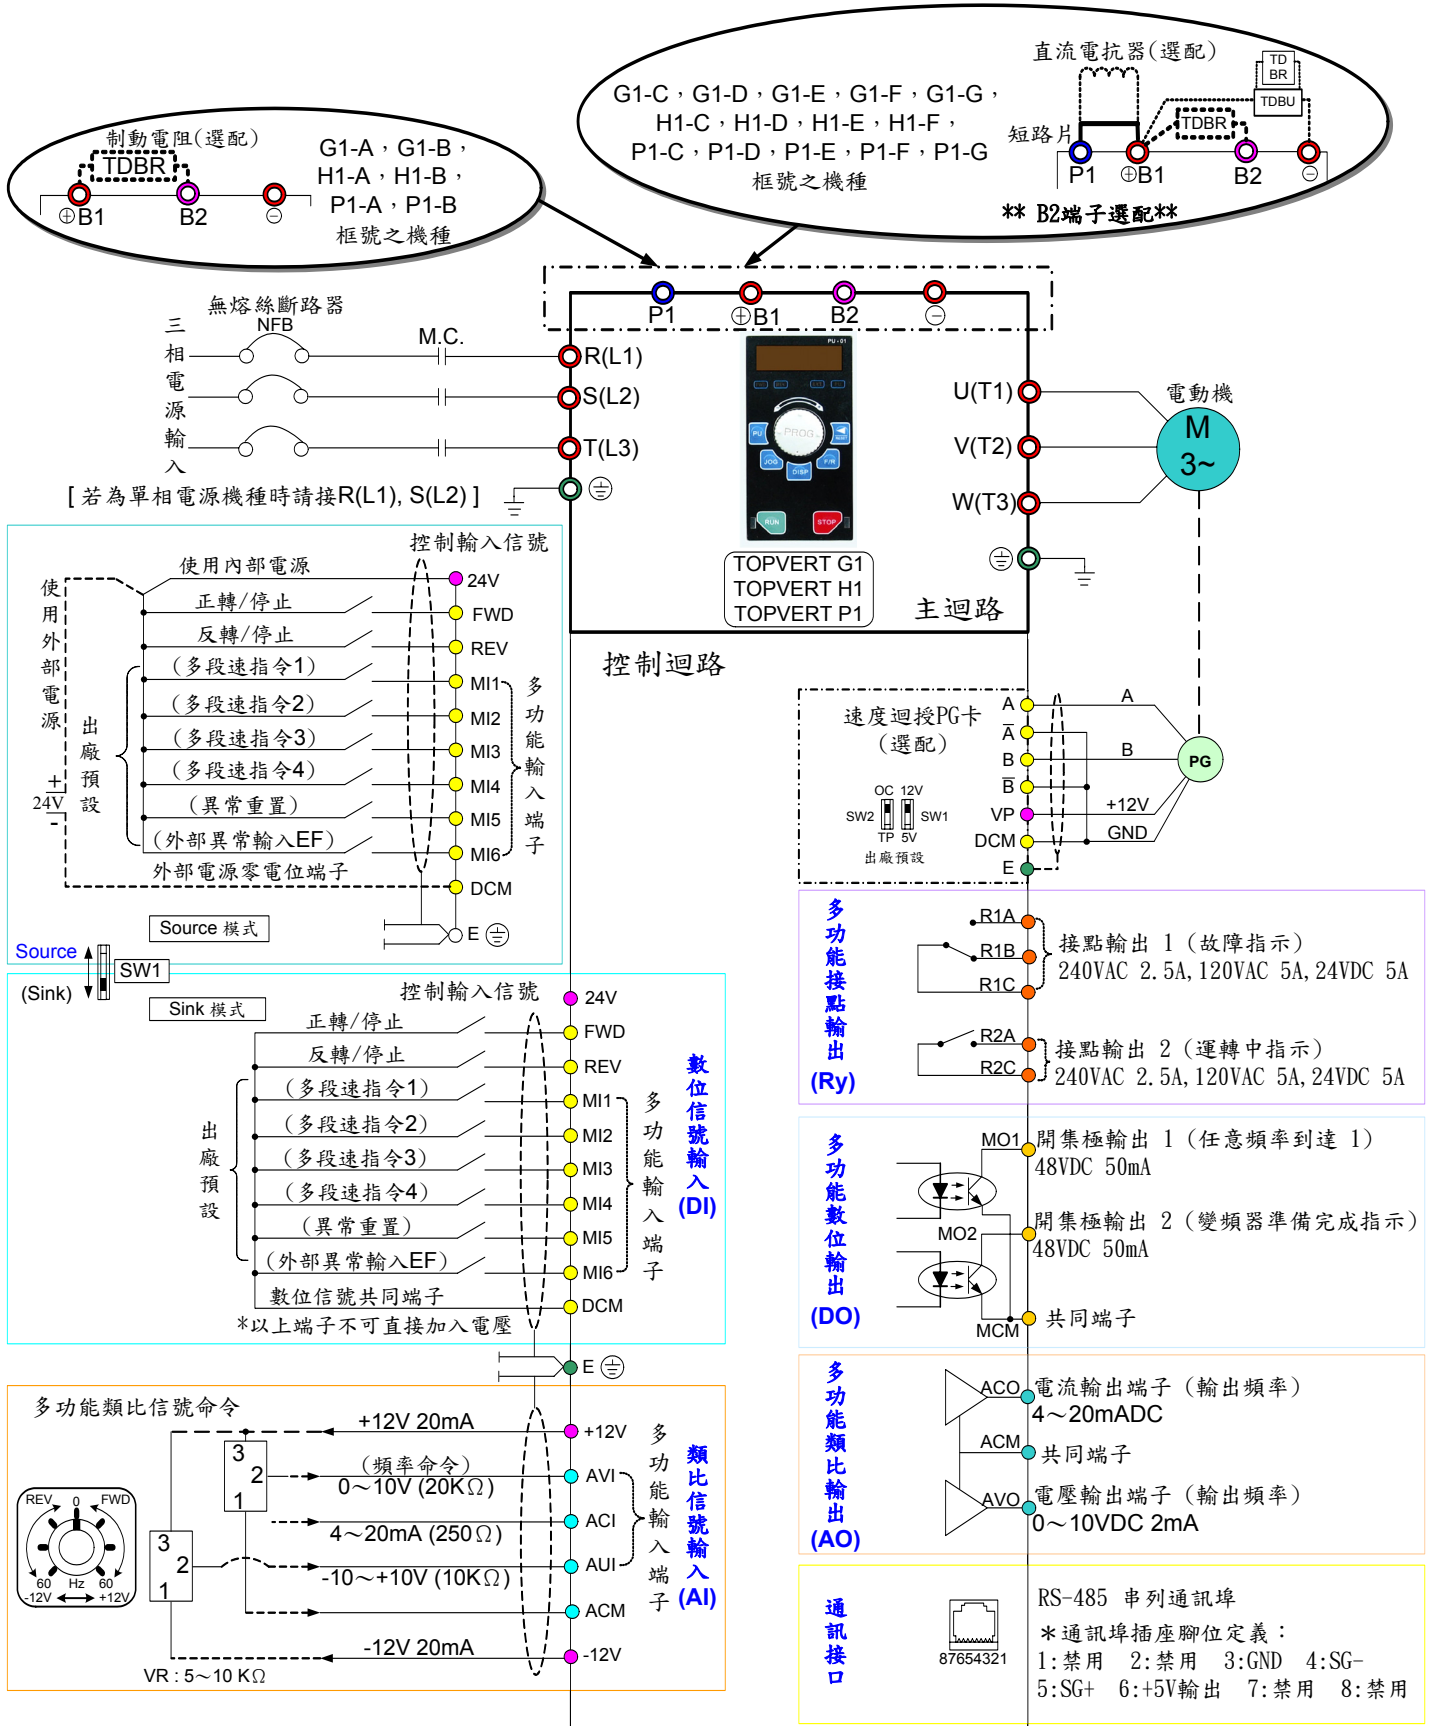 制動電阻(選配)
TDBR
⊕B1
B2
⊖
G1-A，G1-B，
H1-A，H1-B，
P1-A，P1-B
框號之機種
G1-C，G1-D，G1-E，G1-F，G1-G，
H1-C，H1-D，H1-E，H1-F，
P1-C，P1-D，P1-E，P1-F，P1-G
框號之機種
直流電抗器(選配)
TD
BR
TDBU
TDBR
短路片
P1
⊕B1
B2
⊖
** B2端子選配**
P1
⊕B1
B2
⊖
無熔絲斷路器
NFB
M.C.
三相電源輸入
R(L1)
S(L2)
T(L3)
[ 若為單相電源機種時請接R(L1), S(L2) ]
PU-01
PROG
PU
RESET
JOG
DISP
F/R
RUN
STOP
TOPVERT G1
TOPVERT H1
TOPVERT P1
主迴路
U(T1)
V(T2)
W(T3)
電動機
M
3~
控制迴路
控制輸入信號
使用內部電源
24V
正轉/停止
FWD
反轉/停止
REV
(多段速指令1)
MI1
(多段速指令2)
MI2
(多段速指令3)
MI3
(多段速指令4)
MI4
(異常重置)
MI5
(外部異常輸入EF)
MI6
外部電源零電位端子
DCM
E
使用外部電源
+
24V
-
出廠預設
多功能輸入端子
Source 模式
Source
(Sink)
SW1
Sink 模式
控制輸入信號
24V
正轉/停止
FWD
反轉/停止
REV
(多段速指令1)
MI1
(多段速指令2)
MI2
(多段速指令3)
MI3
(多段速指令4)
MI4
(異常重置)
MI5
(外部異常輸入EF)
MI6
數位信號共同端子
DCM
*以上端子不可直接加入電壓
E
出廠預設
多功能輸入端子
數位信號輸入
(DI)
多功能類比信號命令
+12V 20mA
+12V
(頻率命令)
0～10V (20KΩ)
AVI
4～20mA (250Ω)
ACI
-10～+10V (10KΩ)
AUI
ACM
-12V 20mA
-12V
3
2
1
3
2
1
REV
0
FWD
60
Hz
60
-12V
+12V
VR : 5～10 KΩ
多功能輸入端子
類比信號輸入
(AI)
速度迴授PG卡
(選配)
A
A̅
B
B̅
VP
DCM
E
OC 12V
SW2
SW1
TP 5V
出廠預設
A
B
+12V
GND
PG
多功能接點輸出
(Ry)
R1A
R1B
R1C
接點輸出 1 (故障指示)
240VAC 2.5A,120VAC 5A,24VDC 5A
R2A
R2C
接點輸出 2 (運轉中指示)
240VAC 2.5A,120VAC 5A,24VDC 5A
多功能數位輸出
(DO)
MO1
開集極輸出 1 (任意頻率到達 1)
48VDC 50mA
MO2
開集極輸出 2 (變頻器準備完成指示)
48VDC 50mA
MCM
共同端子
多功能類比輸出
(AO)
ACO
電流輸出端子 (輸出頻率)
4～20mADC
ACM
共同端子
AVO
電壓輸出端子 (輸出頻率)
0～10VDC 2mA
通訊接口
87654321
RS-485 串列通訊埠
＊通訊埠插座腳位定義：
1:禁用 2:禁用 3:GND 4:SG-
5:SG+ 6:+5V輸出 7:禁用 8:禁用